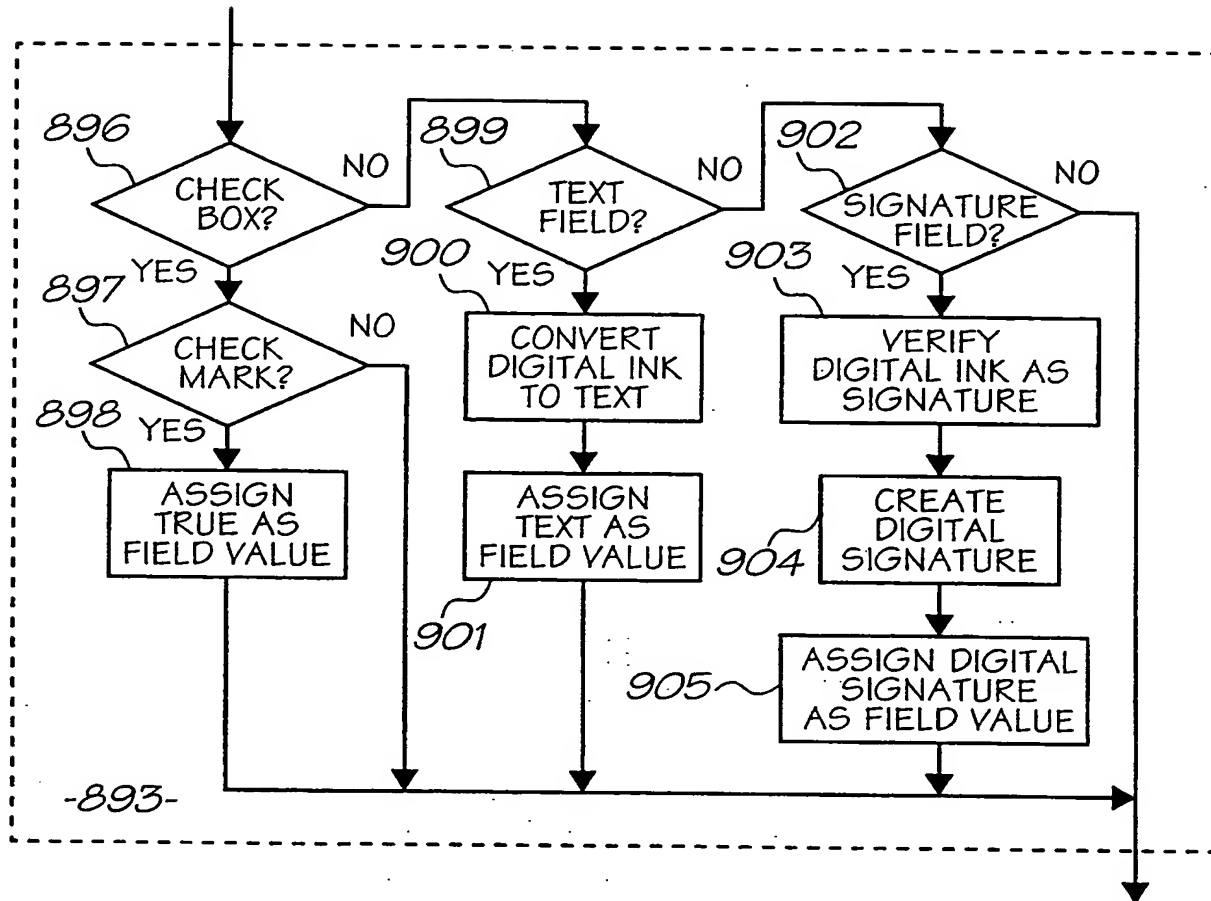 896
CHECK
BOX?
NO
YES
897
CHECK
MARK?
NO
YES
898
ASSIGN
TRUE AS
FIELD VALUE
899
TEXT
FIELD?
NO
YES
900
CONVERT
DIGITAL INK
TO TEXT
ASSIGN
TEXT AS
FIELD VALUE
901
902
SIGNATURE
FIELD?
NO
YES
903
VERIFY
DIGITAL INK AS
SIGNATURE
CREATE
DIGITAL
SIGNATURE
904
ASSIGN DIGITAL
SIGNATURE
AS FIELD VALUE
905
-893-